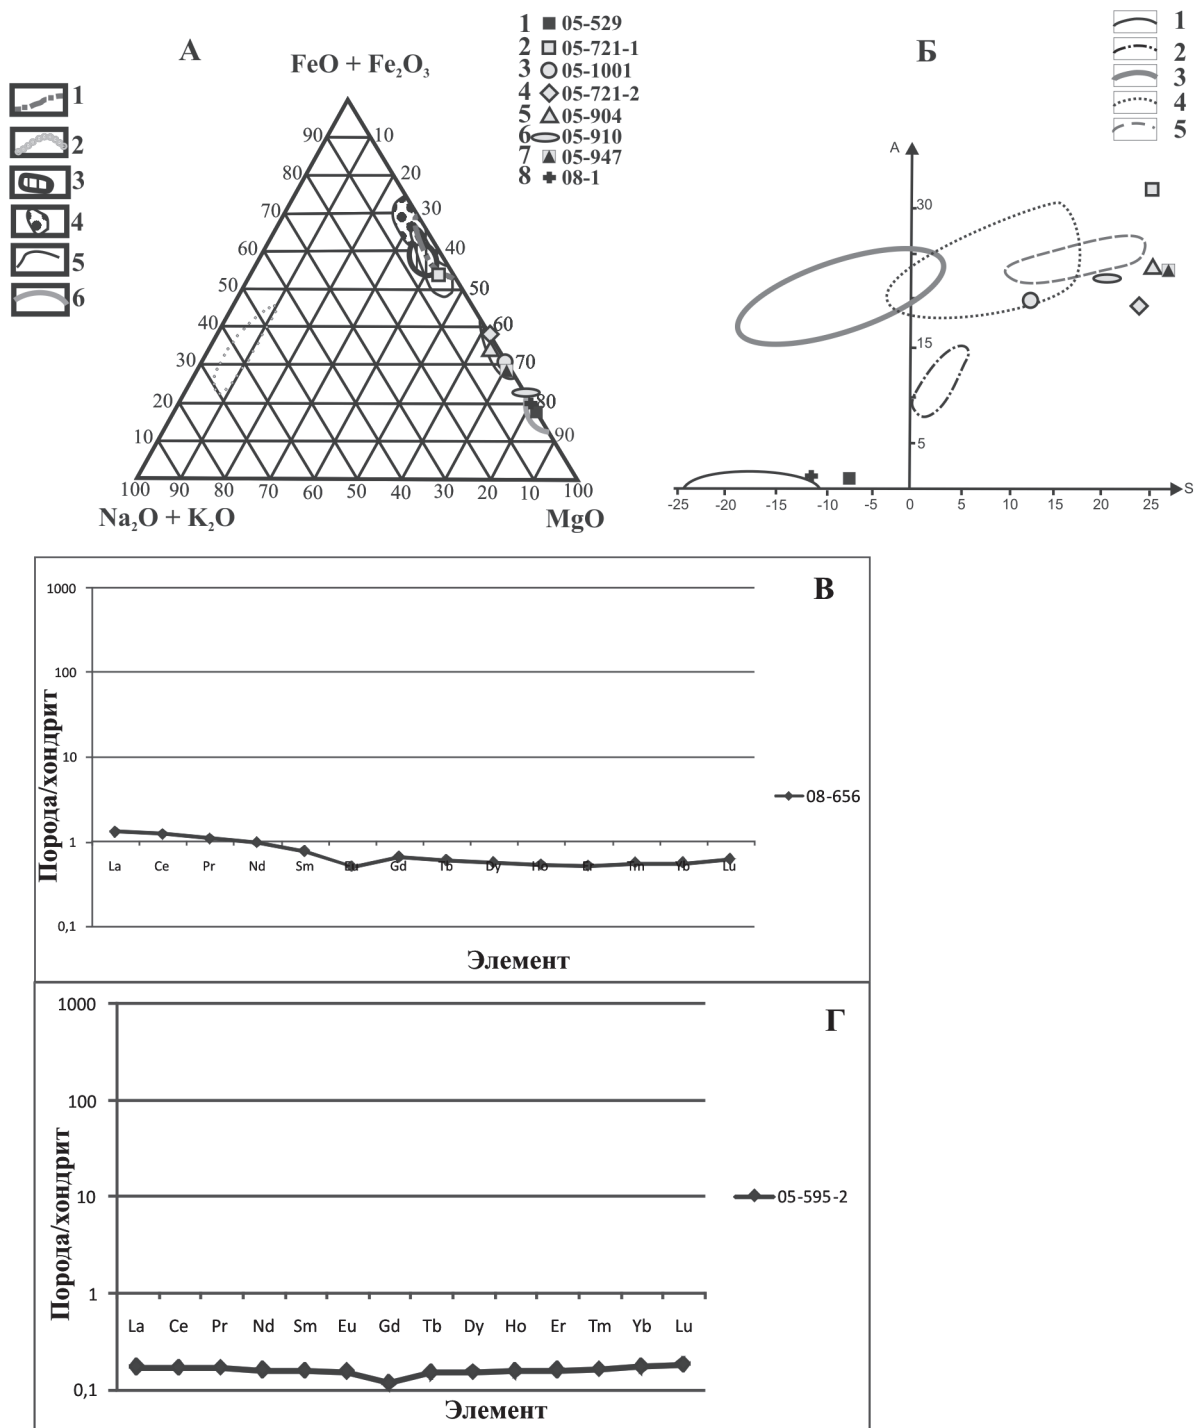 А
FeO + Fe₂O₃
1 05-529
2 05-721-1
3 05-1001
4 05-721-2
5 05-904
6 05-910
7 05-947
8 08-1
1
2
3
4
5
6
90 10
80 20
70 30
60 40
50 50
40 60
30 70
20 80
10 90
100 90 80 70 60 50 40 30 20 10 100
Na₂O + K₂O MgO
Б
1
2
3
4
5
A
30
15
5
-25 -20 -15 -10 -5 0 5 10 15 20 25 S
В
1000
100
10
1
0,1
Порода/хондрит
La Ce Pr Nd Sm Eu Gd Tb Dy Ho Er Tm Yb Lu
08-656
Элемент
Г
1000
100
10
1
0,1
Порода/хондрит
La Ce Pr Nd Sm Eu Gd Tb Dy Ho Er Tm Yb Lu
05-595-2
Элемент